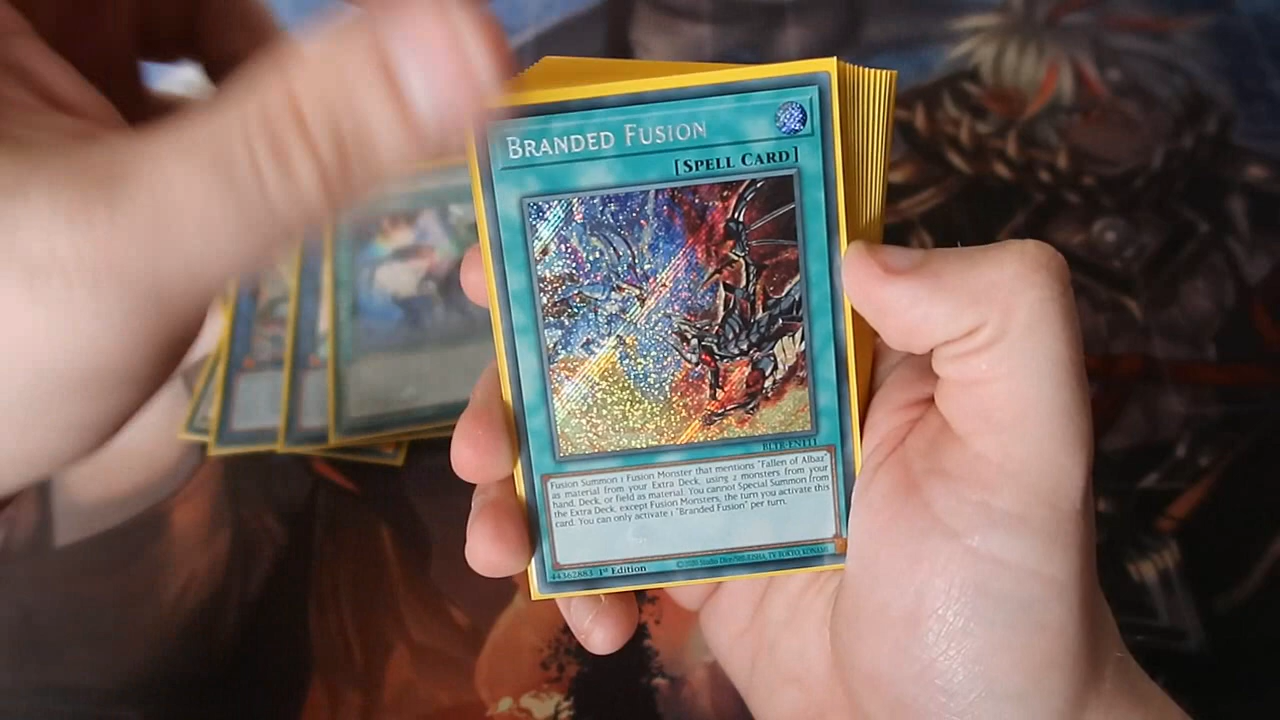 BRANDED FUSION
[SPELL CARD]
BLTR-EN111
Fusion Summon 1 Fusion Monster that mentions "Fallen of Albaz"
as material from your Extra Deck, using 2 monsters from your
hand, Deck, or field as material. You cannot Special Summon from
the Extra Deck, except Fusion Monsters, the turn you activate this
card. You can only activate 1 "Branded Fusion" per turn.
44362883 1st Edition ©2020 Studio Dice/SHUEISHA, TV TOKYO, KONAMI